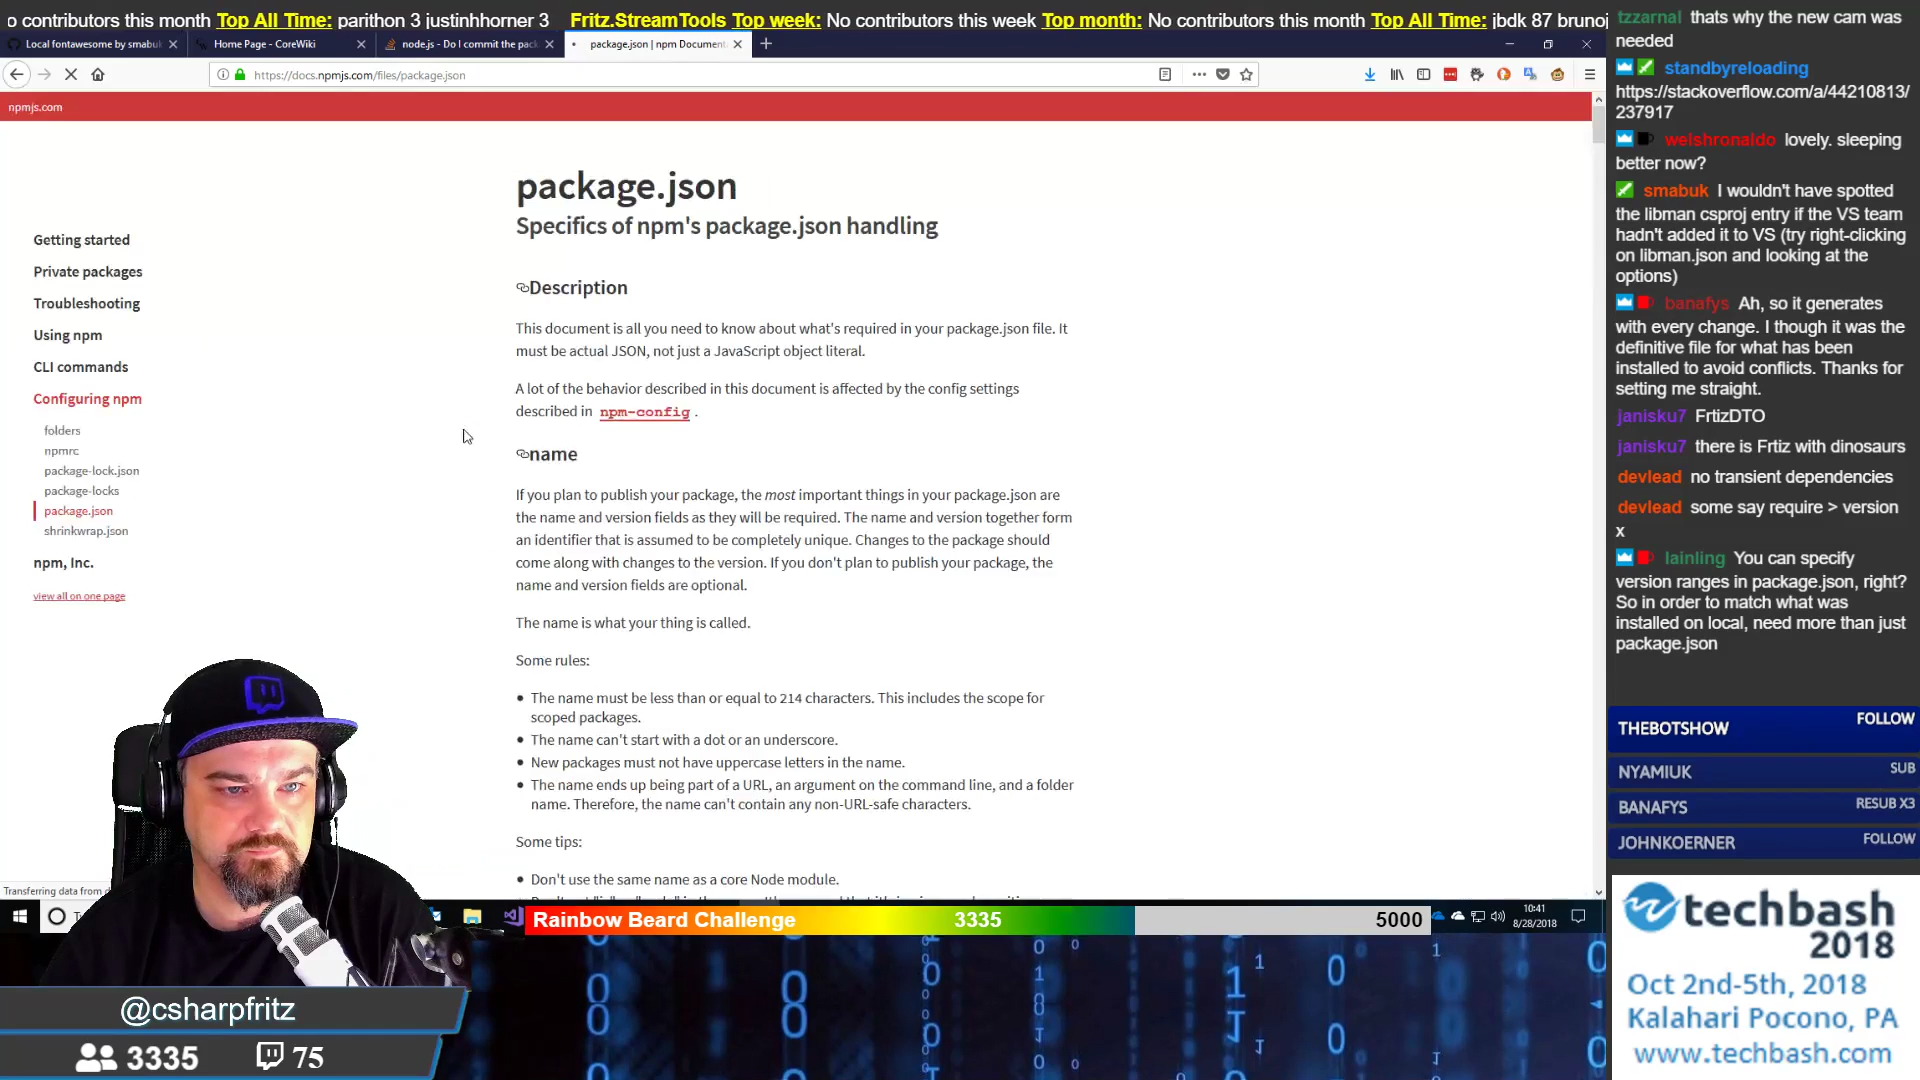 o contributors this month Top All Time: parithon 3 justinhhorner 3 Fritz.StreamTools Top week: No contributors this week Top month: No contributors this month Top All Time: jbdk 87 brunoj
Local fontawesome by smabuk
Home Page - CoreWiki
node.js - Do I commit the pack
package.json | npm Document
https://docs.npmjs.com/files/package.json
npmjs.com
package.json
Specifics of npm's package.json handling
Getting started
Private packages
Troubleshooting
Using npm
CLI commands
Configuring npm
folders
npmrc
package-lock.json
package-locks
package.json
shrinkwrap.json
npm, Inc.
view all on one page
Description
This document is all you need to know about what's required in your package.json file. It
must be actual JSON, not just a JavaScript object literal.
A lot of the behavior described in this document is affected by the config settings
described in npm-config .
name
If you plan to publish your package, the most important things in your package.json are
the name and version fields as they will be required. The name and version together form
an identifier that is assumed to be completely unique. Changes to the package should
come along with changes to the version. If you don't plan to publish your package, the
name and version fields are optional.
The name is what your thing is called.
Some rules:
• The name must be less than or equal to 214 characters. This includes the scope for
scoped packages.
• The name can't start with a dot or an underscore.
• New packages must not have uppercase letters in the name.
• The name ends up being part of a URL, an argument on the command line, and a folder
name. Therefore, the name can't contain any non-URL-safe characters.
Some tips:
• Don't use the same name as a core Node module.
Transferring data from
10:41
8/28/2018
Rainbow Beard Challenge 3335 5000
@csharpfritz
3335 75
tzzarnal thats why the new cam was
needed
standbyreloading
https://stackoverflow.com/a/44210813/
237917
welshronaldo lovely. sleeping
better now?
smabuk I wouldn't have spotted
the libman csproj entry if the VS team
hadn't added it to VS (try right-clicking
on libman.json and looking at the
options)
banafys Ah, so it generates
with every change. I though it was the
definitive file for what has been
installed to avoid conflicts. Thanks for
setting me straight.
janisku7 FrtizDTO
janisku7 there is Frtiz with dinosaurs
devlead no transient dependencies
devlead some say require > version
x
lainling You can specify
version ranges in package.json, right?
So in order to match what was
installed on local, need more than just
package.json
THEBOTSHOW FOLLOW
NYAMIUK SUB
BANAFYS RESUB X3
JOHNKOERNER FOLLOW
techbash
2018
Oct 2nd-5th, 2018
Kalahari Pocono, PA
www.techbash.com